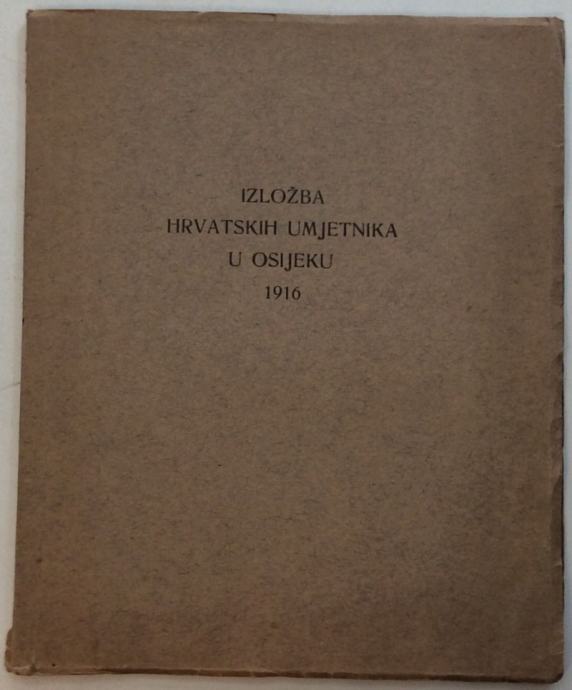 IZLOŽBA
HRVATSKIH UMJETNIKA
U OSIJEKU
1916